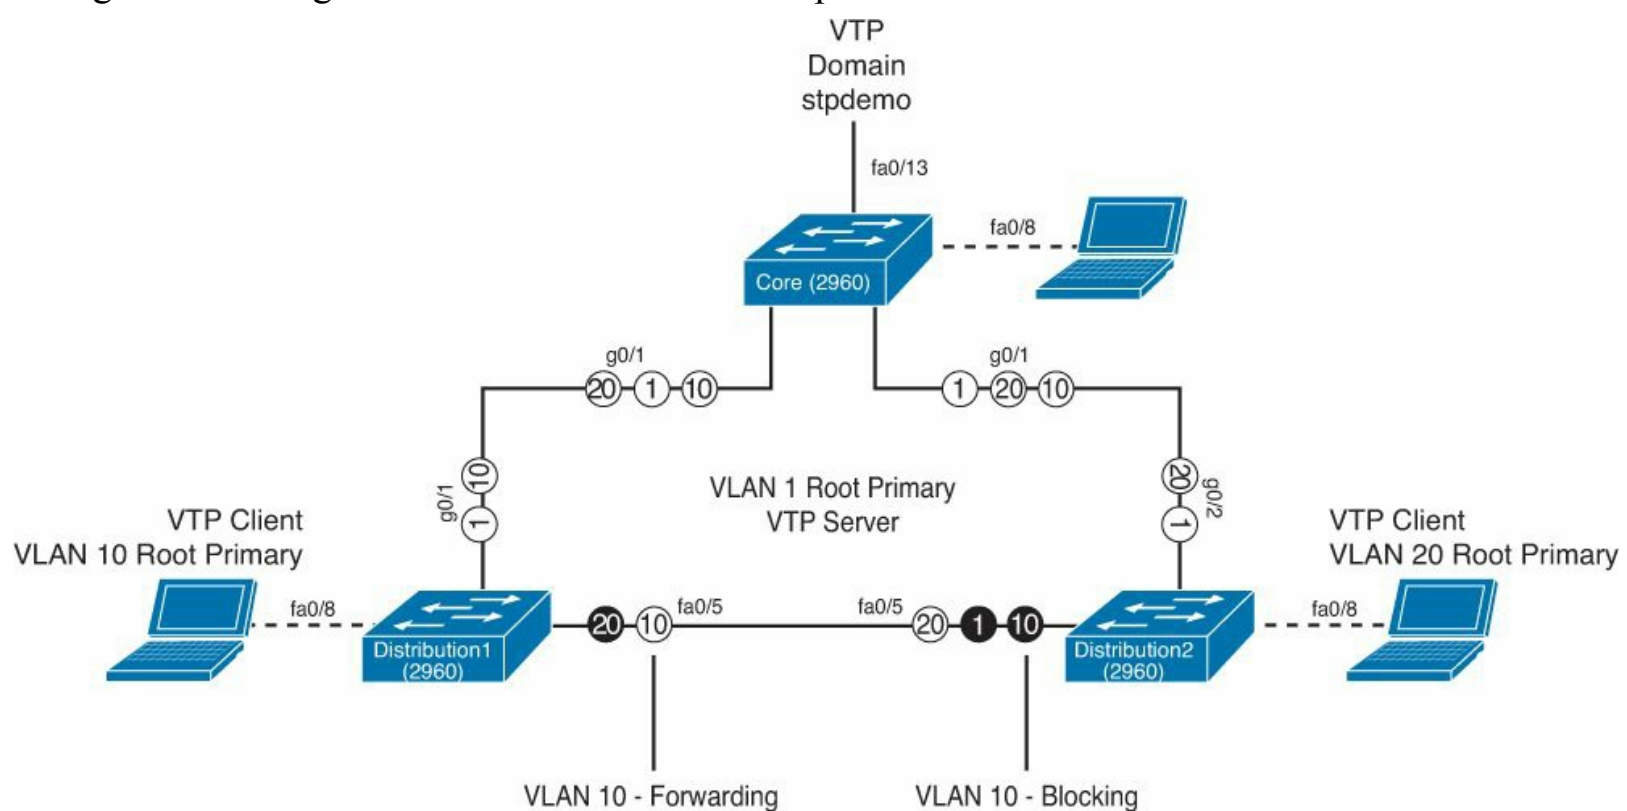 VTP
Domain
stpdemo
fa0/13
fa0/8
Core (2960)
g0/1
20 1 10
g0/1
1 20 10
10
1
g0/1
20
1
g0/2
VLAN 1 Root Primary
VTP Server
VTP Client
VLAN 10 Root Primary
VTP Client
VLAN 20 Root Primary
fa0/8
Distribution1
(2960)
20 10
fa0/5
fa0/5
20 1 10
Distribution2
(2960)
fa0/8
VLAN 10 - Forwarding
VLAN 10 - Blocking